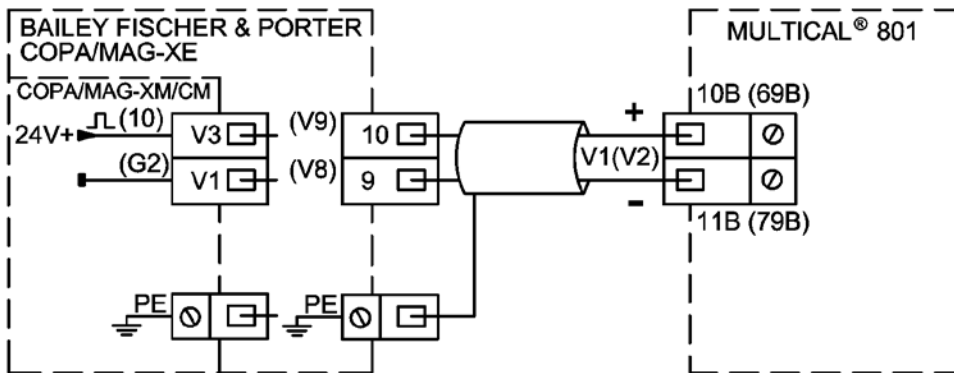 BAILEY FISCHER & PORTER
COPA/MAG-XE
MULTICAL® 801
COPA/MAG-XM/CM
10B (69B)
24V+ (10) V3 (V9) 10 +
V1(V2)
(G2) V1 (V8) 9 -
11B (79B)
PE PE